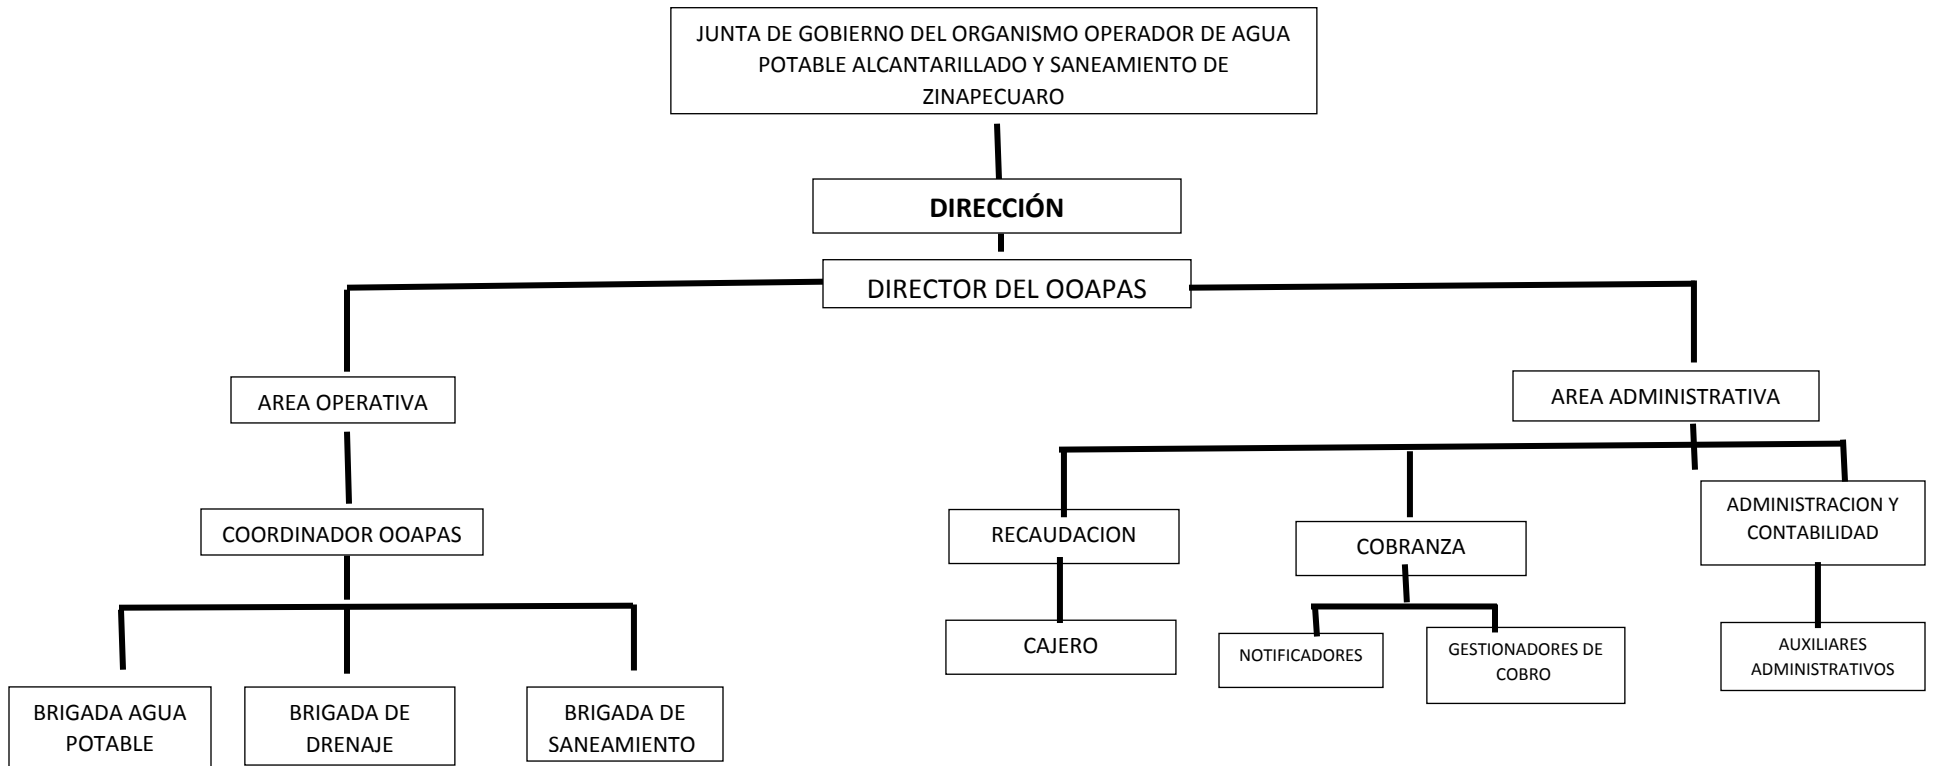 JUNTA DE GOBIERNO DEL ORGANISMO OPERADOR DE AGUA
POTABLE ALCANTARILLADO Y SANEAMIENTO DE
ZINAPECUARO
DIRECCIÓN
DIRECTOR DEL OOAPAS
AREA OPERATIVA
AREA ADMINISTRATIVA
COORDINADOR OOAPAS
RECAUDACION
COBRANZA
ADMINISTRACION Y
CONTABILIDAD
CAJERO
NOTIFICADORES
GESTIONADORES DE
COBRO
AUXILIARES
ADMINISTRATIVOS
BRIGADA AGUA
POTABLE
BRIGADA DE
DRENAJE
BRIGADA DE
SANEAMIENTO